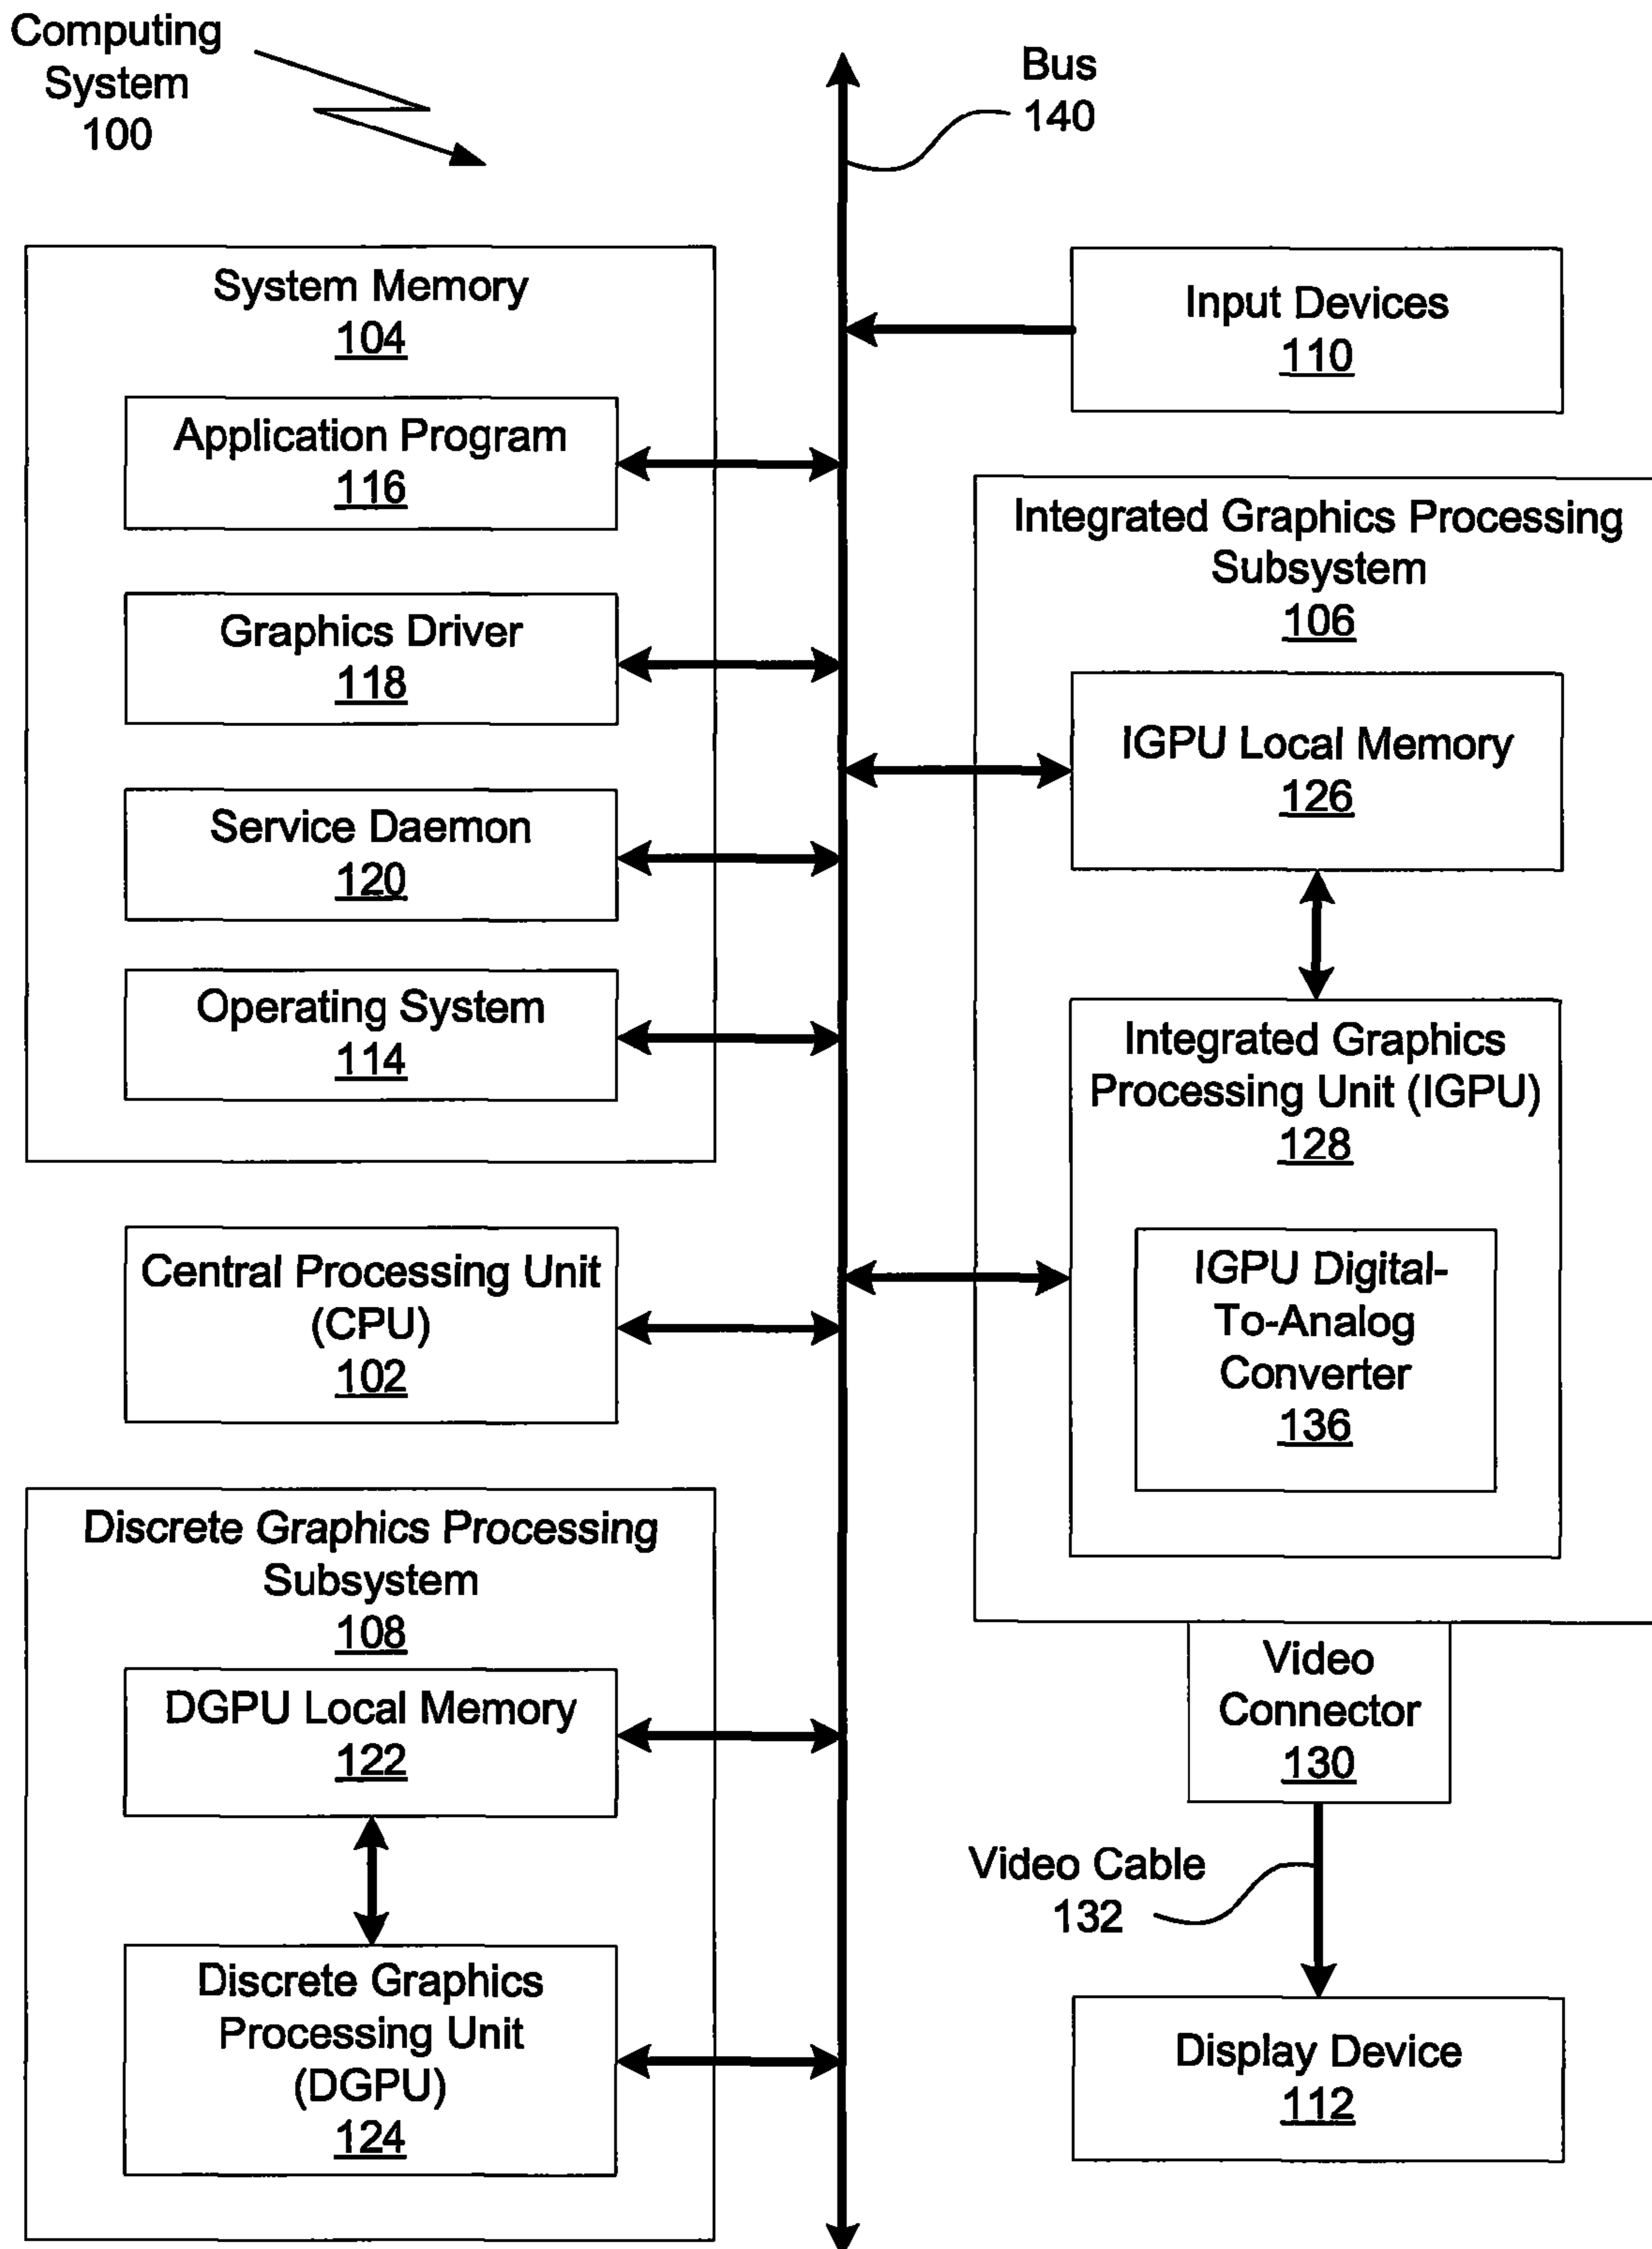 Computing
System
100
Bus
140
System Memory
104
Application Program
116
Graphics Driver
118
Service Daemon
120
Operating System
114
Central Processing Unit
(CPU)
102
Discrete Graphics Processing
Subsystem
108
DGPU Local Memory
122
Discrete Graphics
Processing Unit
(DGPU)
124
Input Devices
110
Integrated Graphics Processing
Subsystem
106
IGPU Local Memory
126
Integrated Graphics
Processing Unit (IGPU)
128
IGPU Digital-
To-Analog
Converter
136
Video
Connector
130
Video Cable
132
Display Device
112